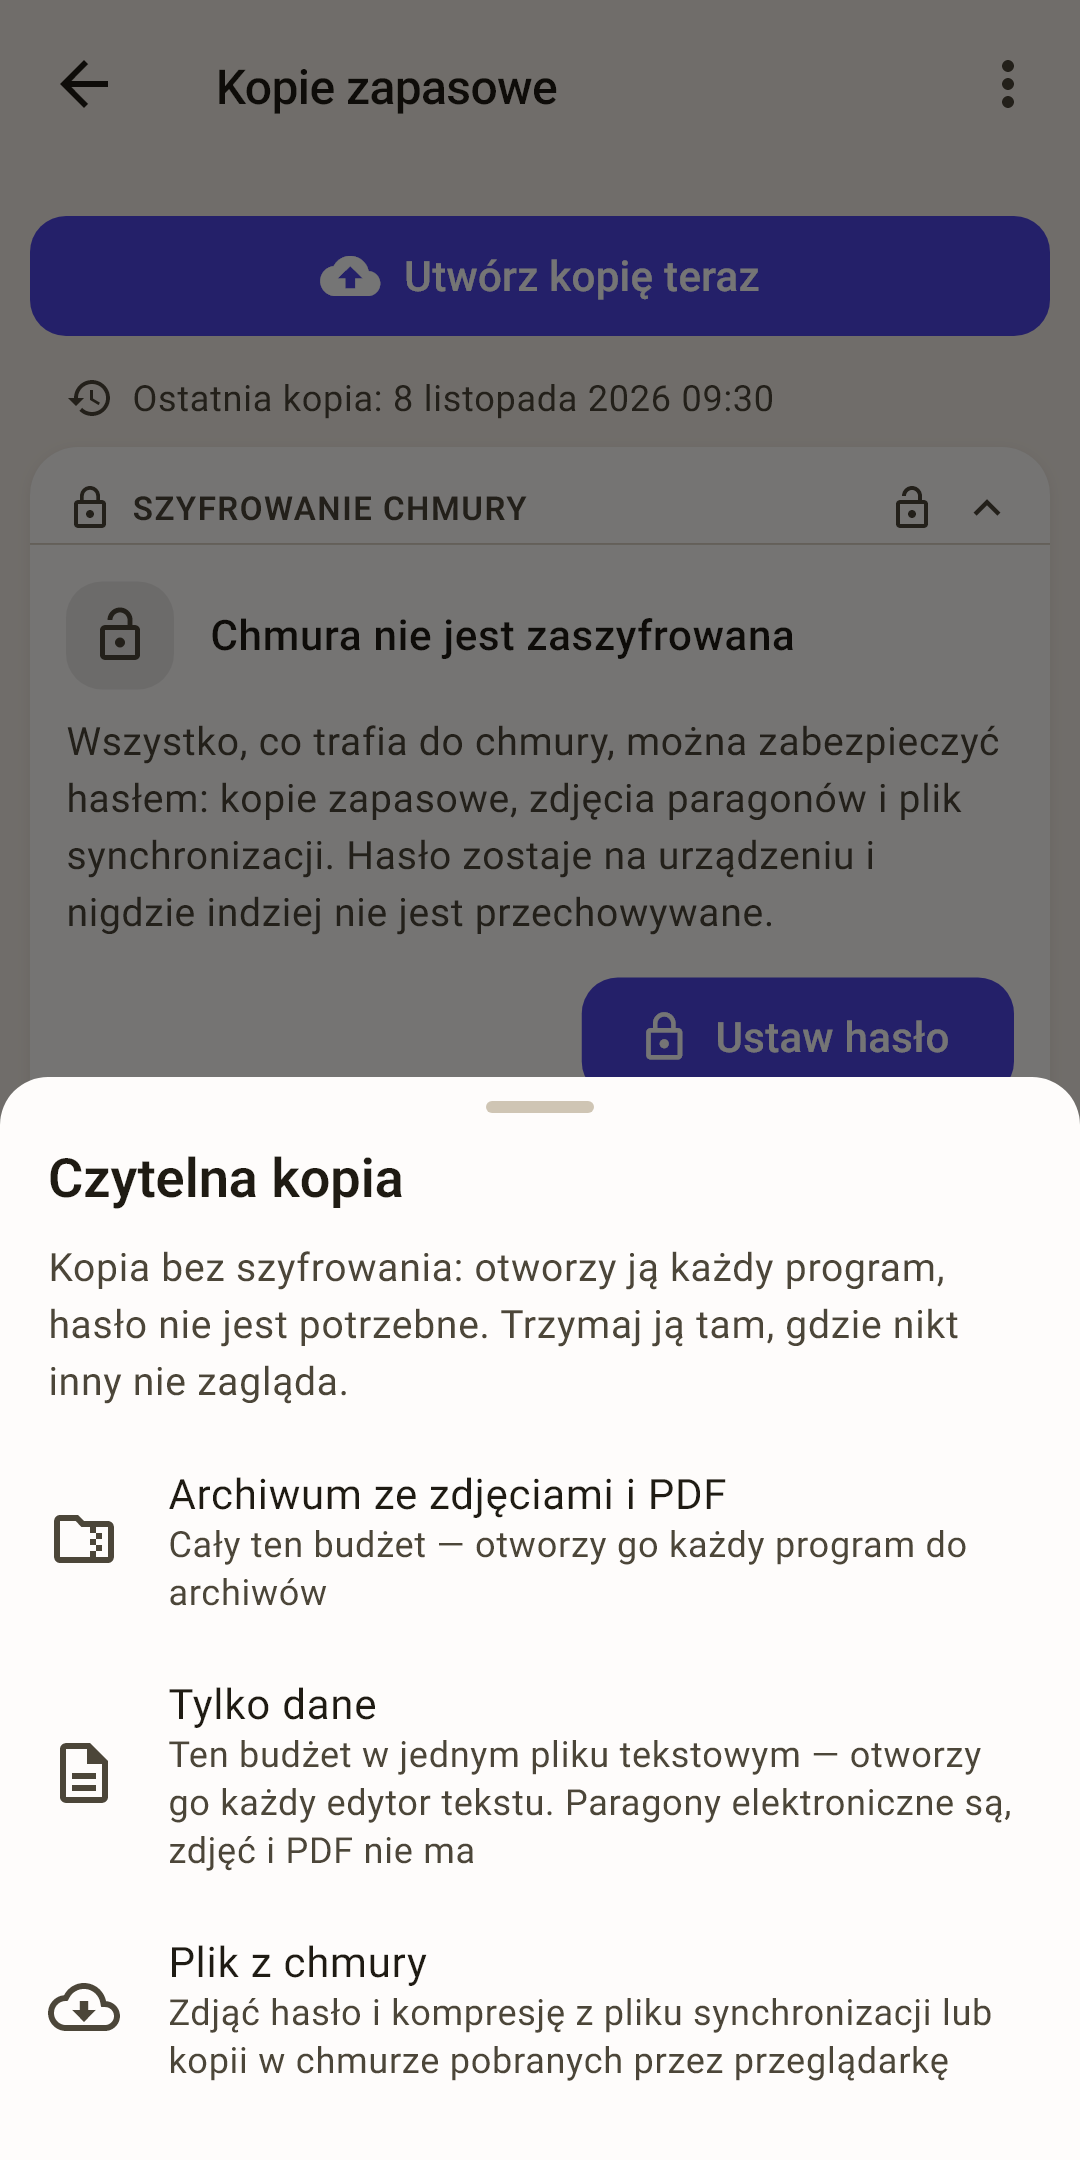 Kopie zapasowe
Utwórz kopię teraz
Ostatnia kopia: 8 listopada 2026 09:30
SZYFROWANIE CHMURY
Chmura nie jest zaszyfrowana
Wszystko, co trafia do chmury, można zabezpieczyć
hasłem: kopie zapasowe, zdjęcia paragonów i plik
synchronizacji. Hasło zostaje na urządzeniu i
nigdzie indziej nie jest przechowywane.
Ustaw hasło
Czytelna kopia
Kopia bez szyfrowania: otworzy ją każdy program,
hasło nie jest potrzebne. Trzymaj ją tam, gdzie nikt
inny nie zagląda.
Archiwum ze zdjęciami i PDF
Cały ten budżet — otworzy go każdy program do
archiwów
Tylko dane
Ten budżet w jednym pliku tekstowym — otworzy
go każdy edytor tekstu. Paragony elektroniczne są,
zdjęć i PDF nie ma
Plik z chmury
Zdjąć hasło i kompresję z pliku synchronizacji lub
kopii w chmurze pobranych przez przeglądarkę